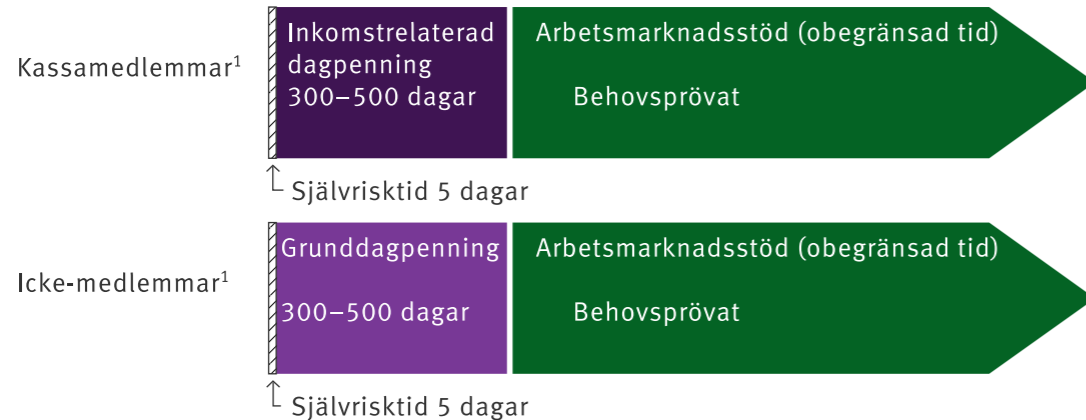 Kassamedlemmar¹
Inkomstrelaterad
dagpenning
300–500 dagar
Arbetsmarknadsstöd (obegränsad tid)
Behovsprövat
Självrisktid 5 dagar
Icke-medlemmar¹
Grunddagpenning
300–500 dagar
Arbetsmarknadsstöd (obegränsad tid)
Behovsprövat
Självrisktid 5 dagar